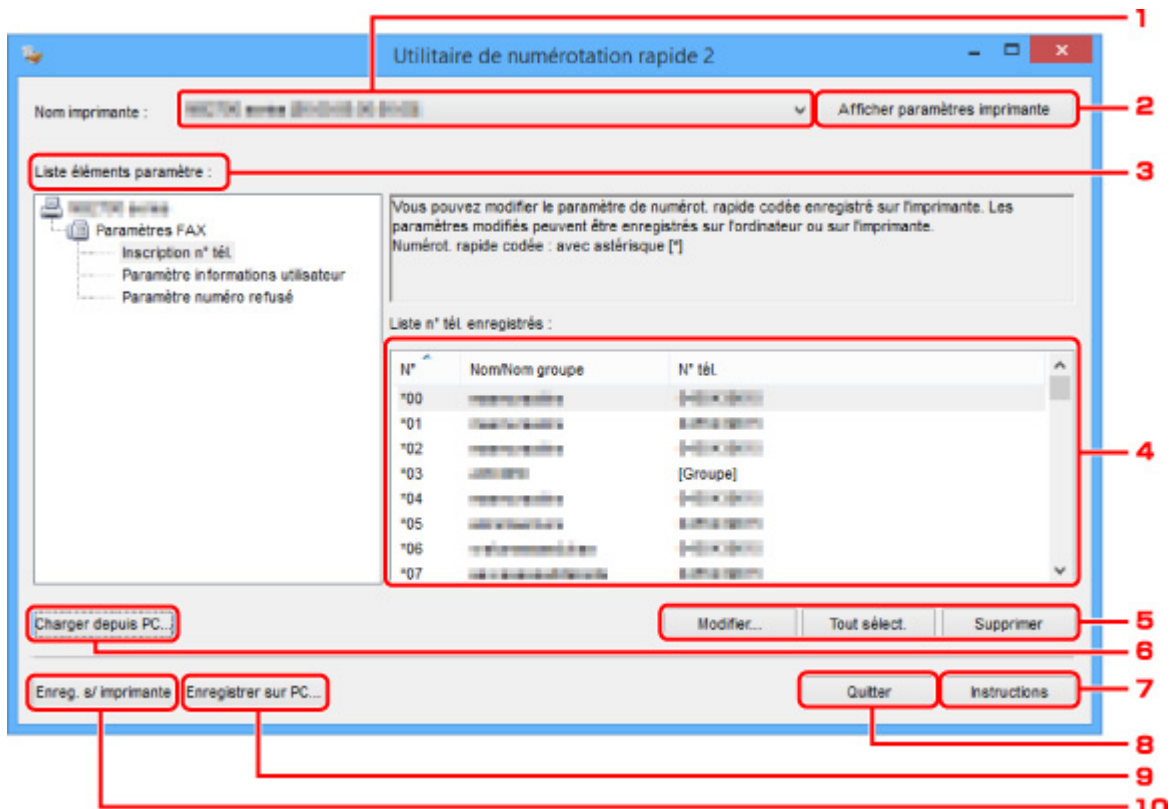 1
Utilitaire de numérotation rapide 2
Nom imprimante :
Afficher paramètres imprimante
2
Liste éléments paramètre :
3
Paramètres FAX
Inscription n° tél.
Paramètre informations utilisateur
Paramètre numéro refusé
Vous pouvez modifier le paramètre de numérot. rapide codée enregistré sur l'imprimante. Les
paramètres modifiés peuvent être enregistrés sur l'ordinateur ou sur l'imprimante.
Numérot. rapide codée : avec astérisque [*]
Liste n° tél. enregistrés :
N° Nom/Nom groupe N° tél.
*00
*01
*02
*03 [Groupe]
*04
*05
*06
*07
4
Charger depuis PC...
Modifier... Tout sélect. Supprimer
5
6
Enreg. s/ imprimante Enregistrer sur PC... Quitter Instructions
7
8
9
10